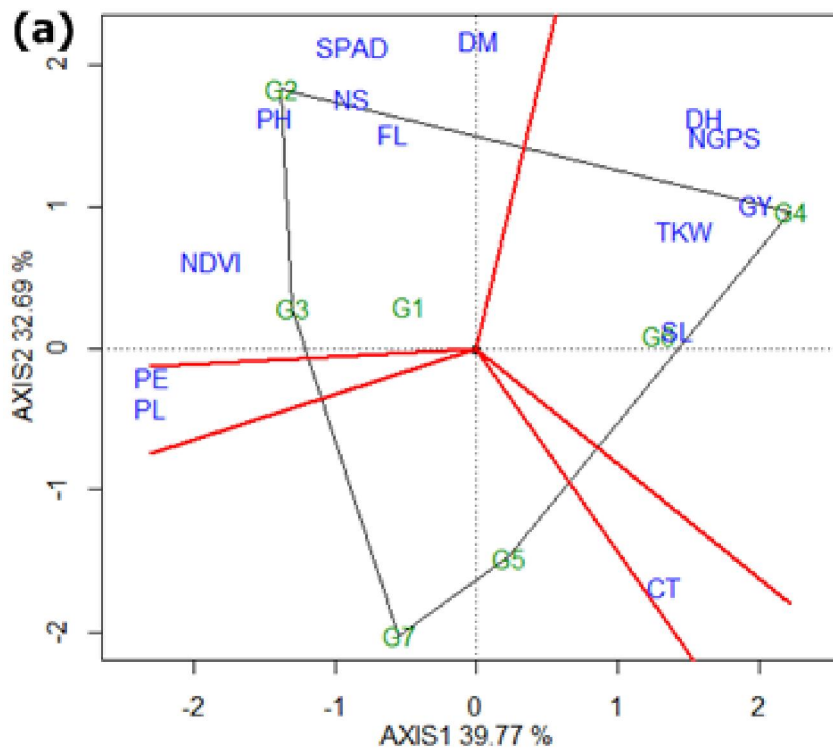 (a)
SPAD DM
2
G2 NS
PH FL DH
NGPS
1 GY G4
TKW
NDVI
G3 G1
0 SL
PE
PL
-1
G5
CT
-2 G7
-2 -1 0 1 2
AXIS1 39.77 %
AXIS2 32.69 %